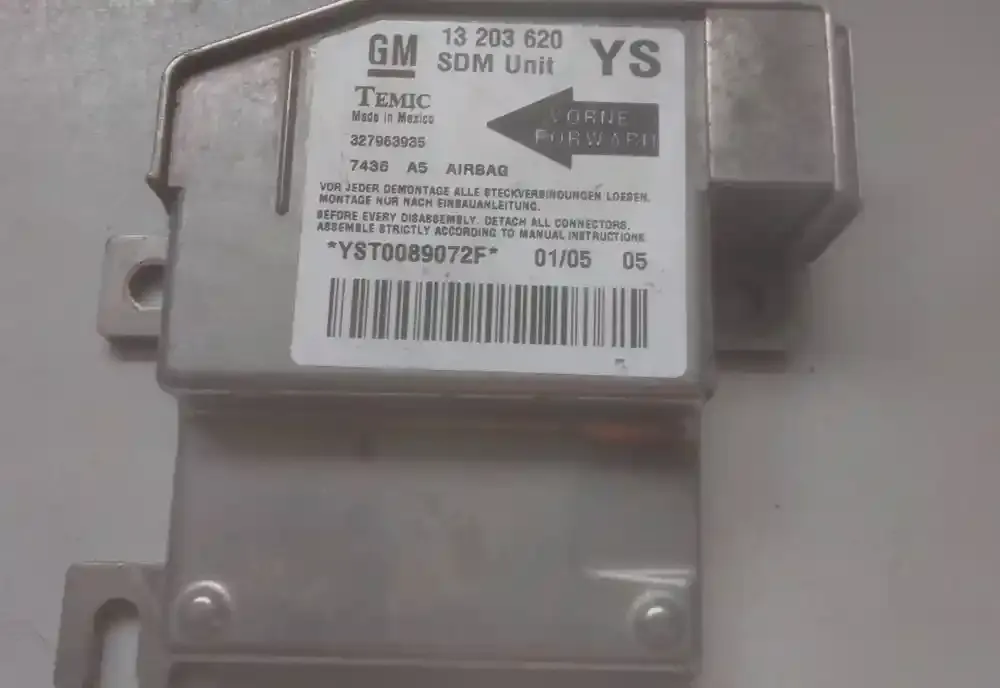 GM 13 203 620 YS
SDM Unit
TEMIC
Made in Mexico
VORNE
FORWARD
327963935
7436 A5 AIRBAG
VOR JEDER DEMONTAGE ALLE STECKVERBINDUNGEN LOESEN.
MONTAGE NUR NACH EINBAUANLEITUNG.
BEFORE EVERY DISASSEMBLY, DETACH ALL CONNECTORS.
ASSEMBLE STRICTLY ACCORDING TO MANUAL INSTRUCTIONS
*YST0089072F* 01/05 05